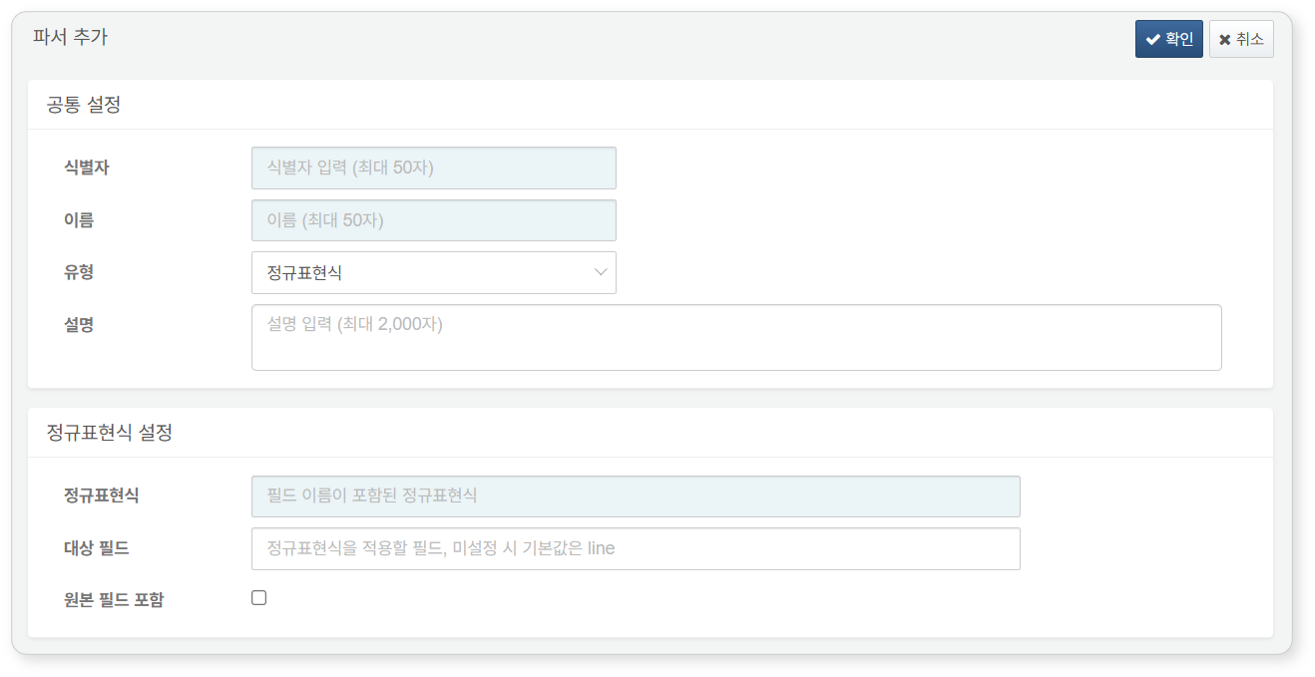 파서 추가
확인
취소
공통 설정
식별자
식별자 입력 (최대 50자)
이름
이름 (최대 50자)
유형
정규표현식
설명
설명 입력 (최대 2,000자)
정규표현식 설정
정규표현식
필드 이름이 포함된 정규표현식
대상 필드
정규표현식을 적용할 필드, 미설정 시 기본값은 line
원본 필드 포함